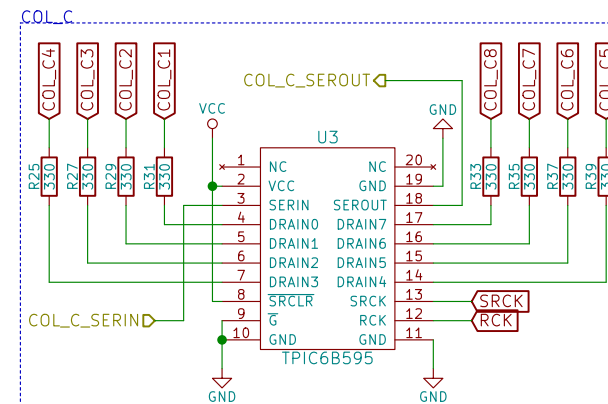 COL_C
COL_C4
COL_C3
COL_C2
COL_C1
COL_C_SEROUT
COL_C8
COL_C7
COL_C6
COL_C5
VCC
GND
U3
R25 330
R27 330
R29 330
R31 330
R33 330
R35 330
R37 330
R39 330
1 NC NC 20
2 VCC GND 19
3 SERIN SEROUT 18
4 DRAIN0 DRAIN7 17
5 DRAIN1 DRAIN6 16
6 DRAIN2 DRAIN5 15
7 DRAIN3 DRAIN4 14
8 SRCLR SRCK 13 SRCK
COL_C_SERIN 9 G RCK 12 RCK
10 GND GND 11
TPIC6B595
GND GND